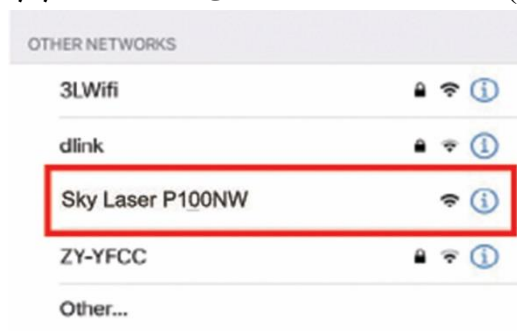 OTHER NETWORKS
3LWifi
dlink
Sky Laser P100NW
ZY-YFCC
Other...